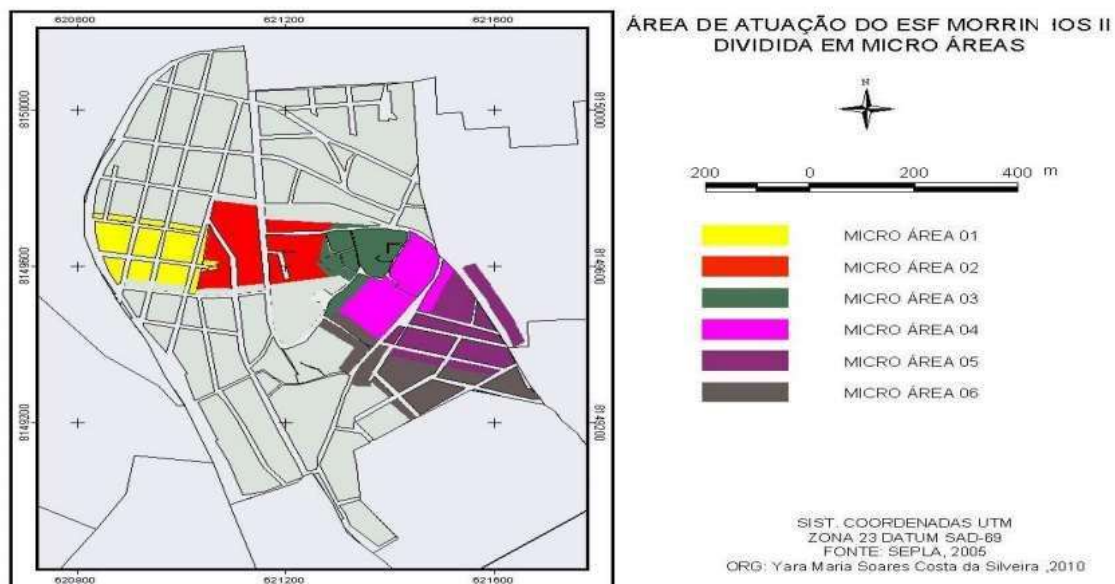 620800 621200 621600
ÁREA DE ATUAÇÃO DO ESF MORRIN IOS II
DIVIDIDA EM MICRO ÁREAS
N
8150000
8149600
8149200
8150000
8149600
8149200
200 0 200 400 m
MICRO ÁREA 01
MICRO ÁREA 02
MICRO ÁREA 03
MICRO ÁREA 04
MICRO ÁREA 05
MICRO ÁREA 06
SIST. COORDENADAS UTM
ZONA 23 DATUM SAD-69
FONTE: SEPLA, 2005
ORG: Yara Maria Soares Costa da Silveira ,2010
620800 621200 621600